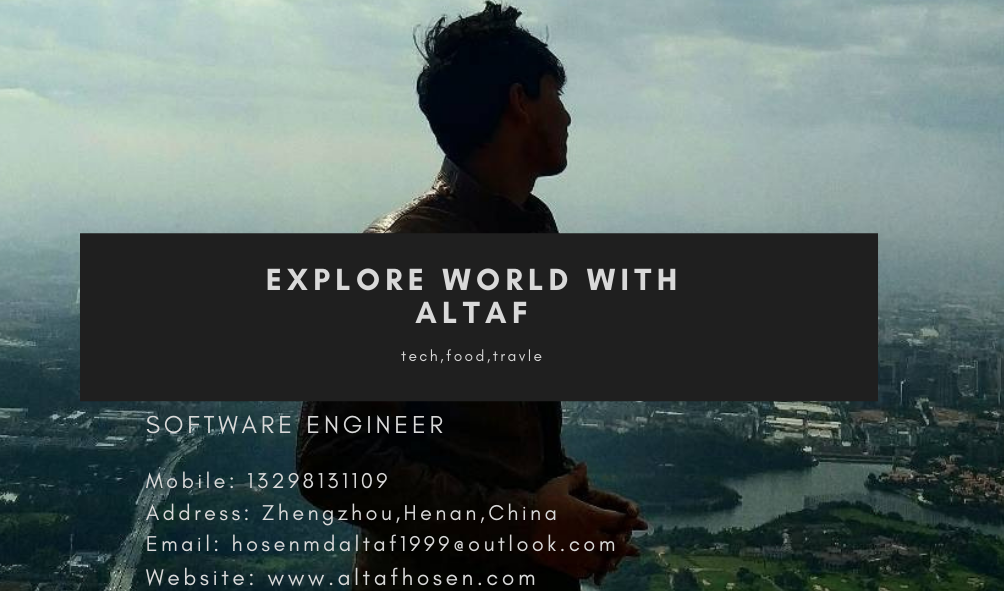 EXPLORE WORLD WITH
ALTAF
tech,food,travle
SOFTWARE ENGINEER
Mobile: 13298131109
Address: Zhengzhou,Henan,China
Email: hosenmdaltaf1999@outlook.com
Website: www.altafhosen.com